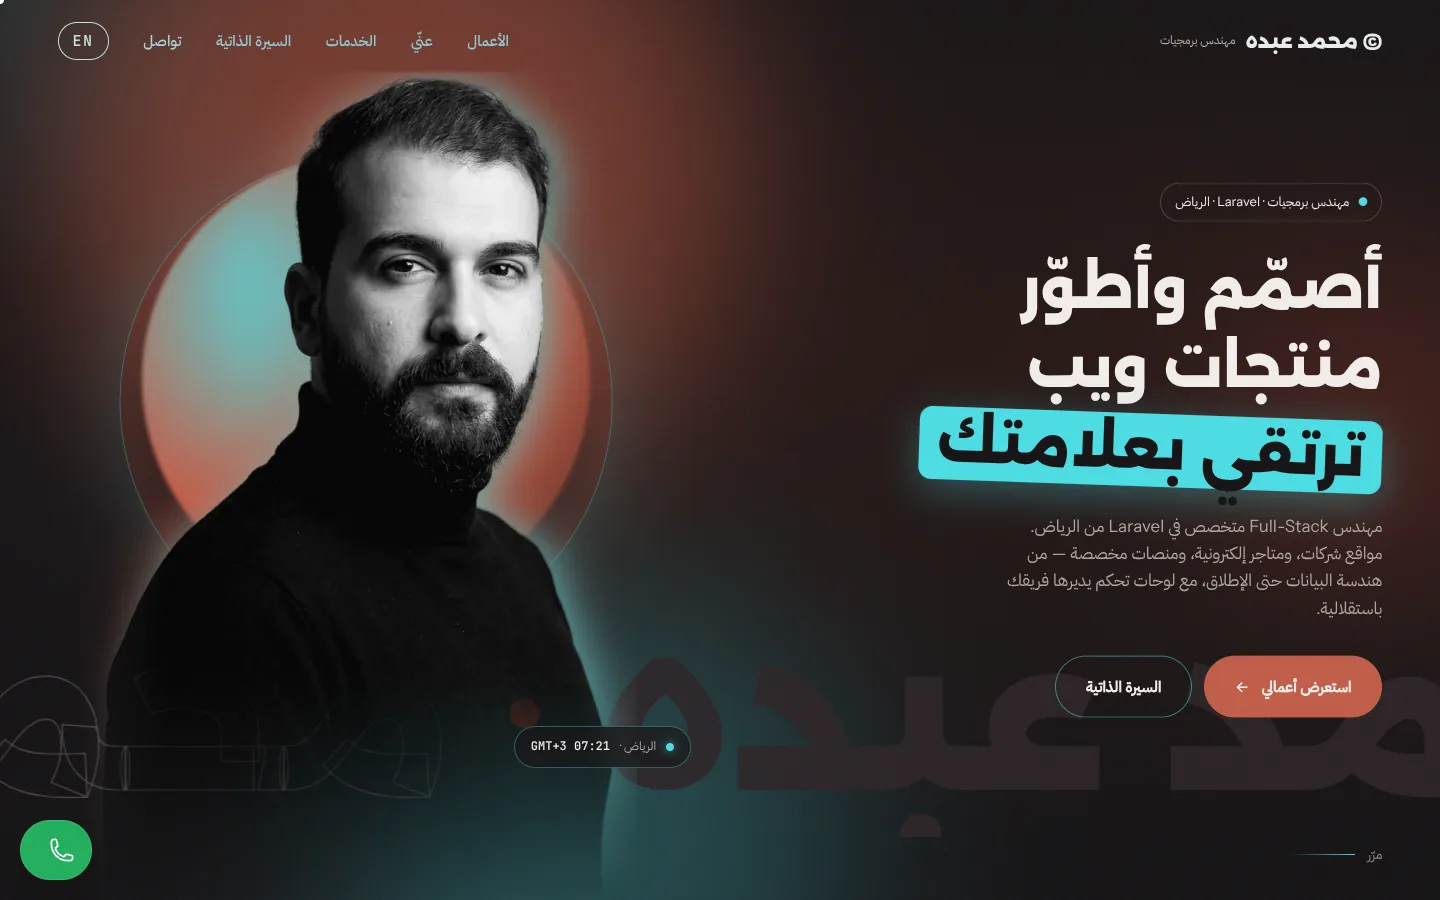 © محمد عبده مهندس برمجيات
الأعمال عنّي الخدمات السيرة الذاتية تواصل EN
مهندس برمجيات · Laravel · الرياض
أصمّم وأطوّر
منتجات ويب
ترتقي بعلامتك
مهندس Full-Stack متخصص في Laravel من الرياض.
مواقع شركات، ومتاجر إلكترونية، ومنصات مخصصة — من
هندسة البيانات حتى الإطلاق، مع لوحات تحكم يديرها فريقك
باستقلالية.
استعرض أعمالي ←
السيرة الذاتية
مد عبده
الرياض · GMT+3 07:21
مرّر